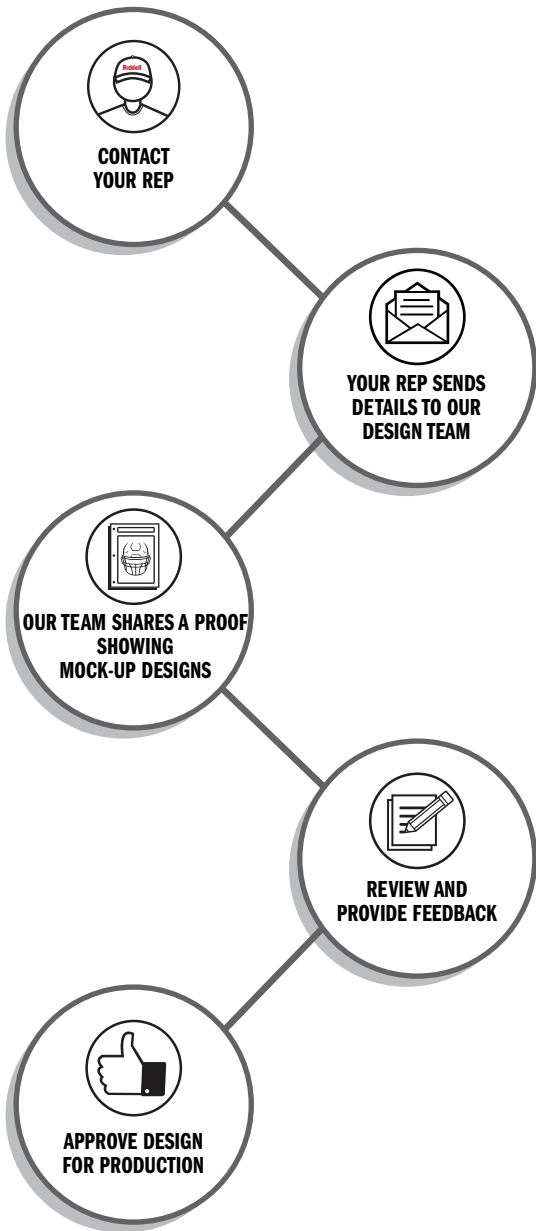 Riddell
CONTACT
YOUR REP
YOUR REP SENDS
DETAILS TO OUR
DESIGN TEAM
OUR TEAM SHARES A PROOF
SHOWING
MOCK-UP DESIGNS
REVIEW AND
PROVIDE FEEDBACK
APPROVE DESIGN
FOR PRODUCTION